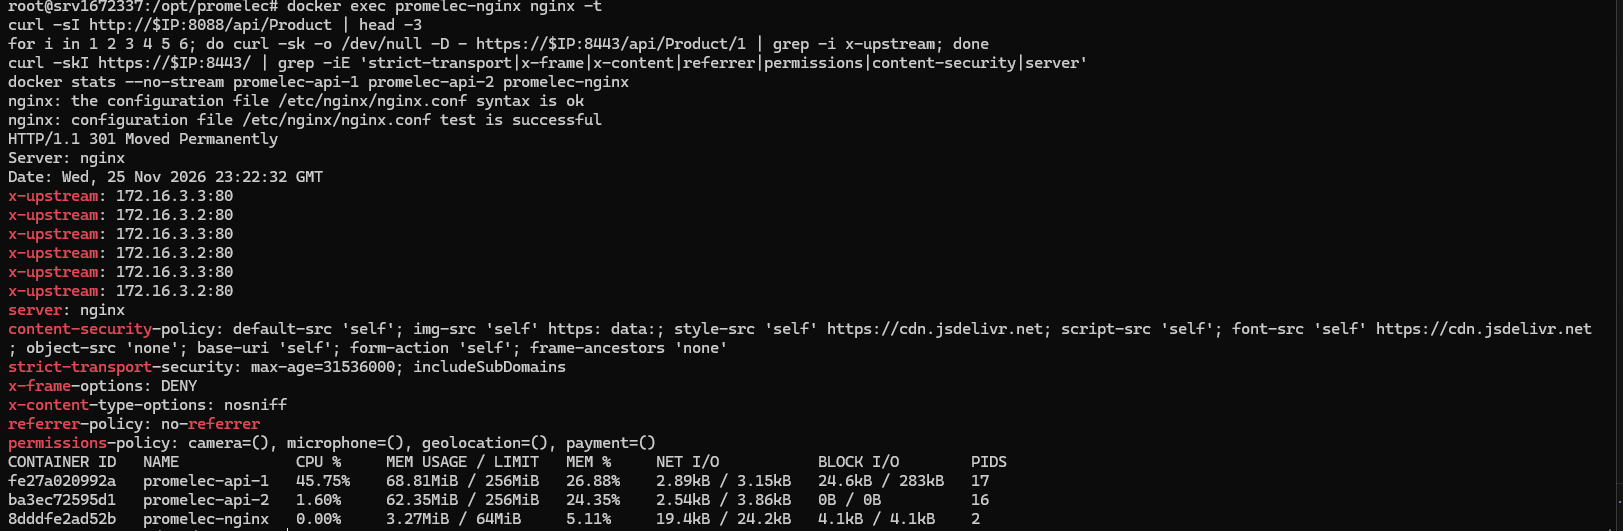 root@srv1672337:/opt/promelec# docker exec promelec-nginx nginx -t
curl -sI http://$IP:8088/api/Product | head -3
for i in 1 2 3 4 5 6; do curl -sk -o /dev/null -D - https://$IP:8443/api/Product/1 | grep -i x-upstream; done
curl -skI https://$IP:8443/ | grep -iE 'strict-transport|x-frame|x-content|referrer|permissions|content-security|server'
docker stats --no-stream promelec-api-1 promelec-api-2 promelec-nginx
nginx: the configuration file /etc/nginx/nginx.conf syntax is ok
nginx: configuration file /etc/nginx/nginx.conf test is successful
HTTP/1.1 301 Moved Permanently
Server: nginx
Date: Wed, 25 Nov 2026 23:22:32 GMT
x-upstream: 172.16.3.3:80
x-upstream: 172.16.3.2:80
x-upstream: 172.16.3.3:80
x-upstream: 172.16.3.2:80
x-upstream: 172.16.3.3:80
x-upstream: 172.16.3.2:80
server: nginx
content-security-policy: default-src 'self'; img-src 'self' https: data:; style-src 'self' https://cdn.jsdelivr.net; script-src 'self'; font-src 'self' https://cdn.jsdelivr.net
; object-src 'none'; base-uri 'self'; form-action 'self'; frame-ancestors 'none'
strict-transport-security: max-age=31536000; includeSubDomains
x-frame-options: DENY
x-content-type-options: nosniff
referrer-policy: no-referrer
permissions-policy: camera=(), microphone=(), geolocation=(), payment=()
CONTAINER ID   NAME             CPU %     MEM USAGE / LIMIT   MEM %     NET I/O           BLOCK I/O        PIDS
fe27a020992a   promelec-api-1   45.75%    68.81MiB / 256MiB   26.88%    2.89kB / 3.15kB   24.6kB / 283kB   17
ba3ec72595d1   promelec-api-2   1.60%     62.35MiB / 256MiB   24.35%    2.54kB / 3.86kB   0B / 0B          16
8dddfe2ad52b   promelec-nginx   0.00%     3.27MiB / 64MiB     5.11%     19.4kB / 24.2kB   4.1kB / 4.1kB    2